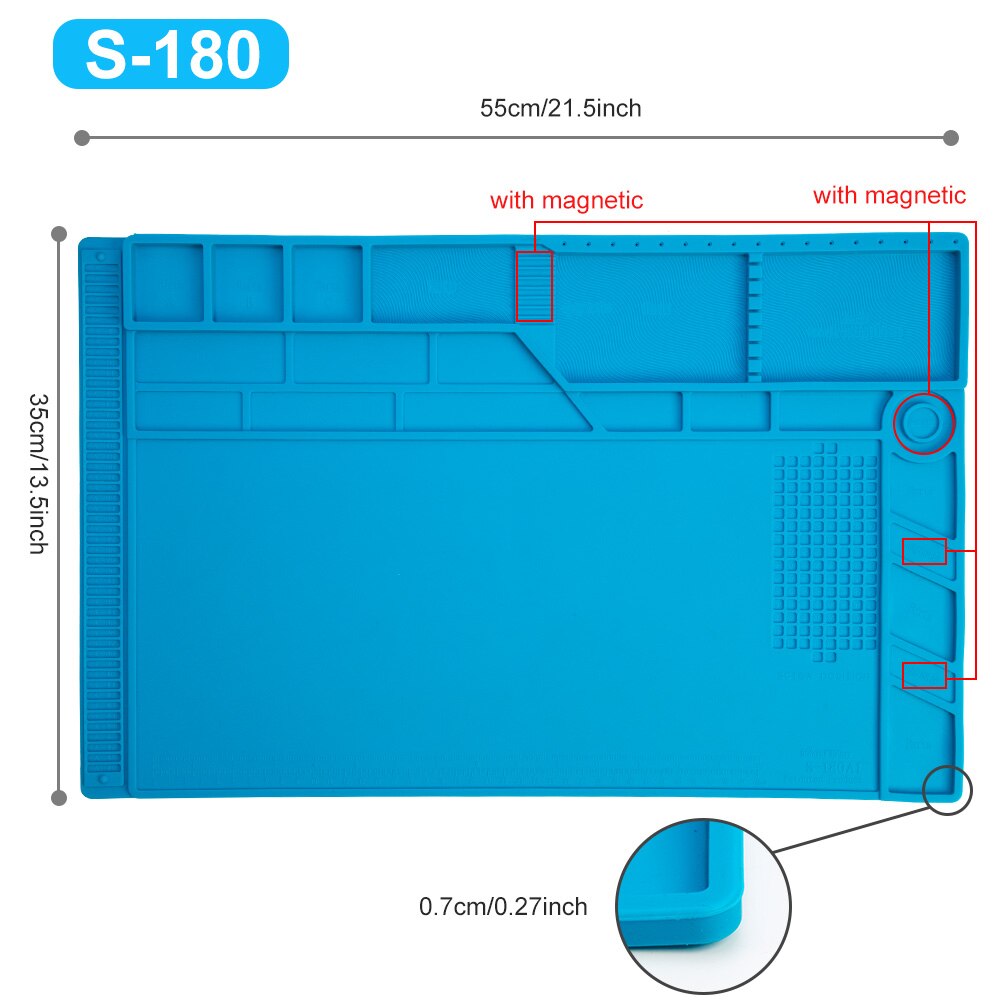 S-180
55cm/21.5inch
with magnetic
with magnetic
35cm/13.5inch
0.7cm/0.27inch